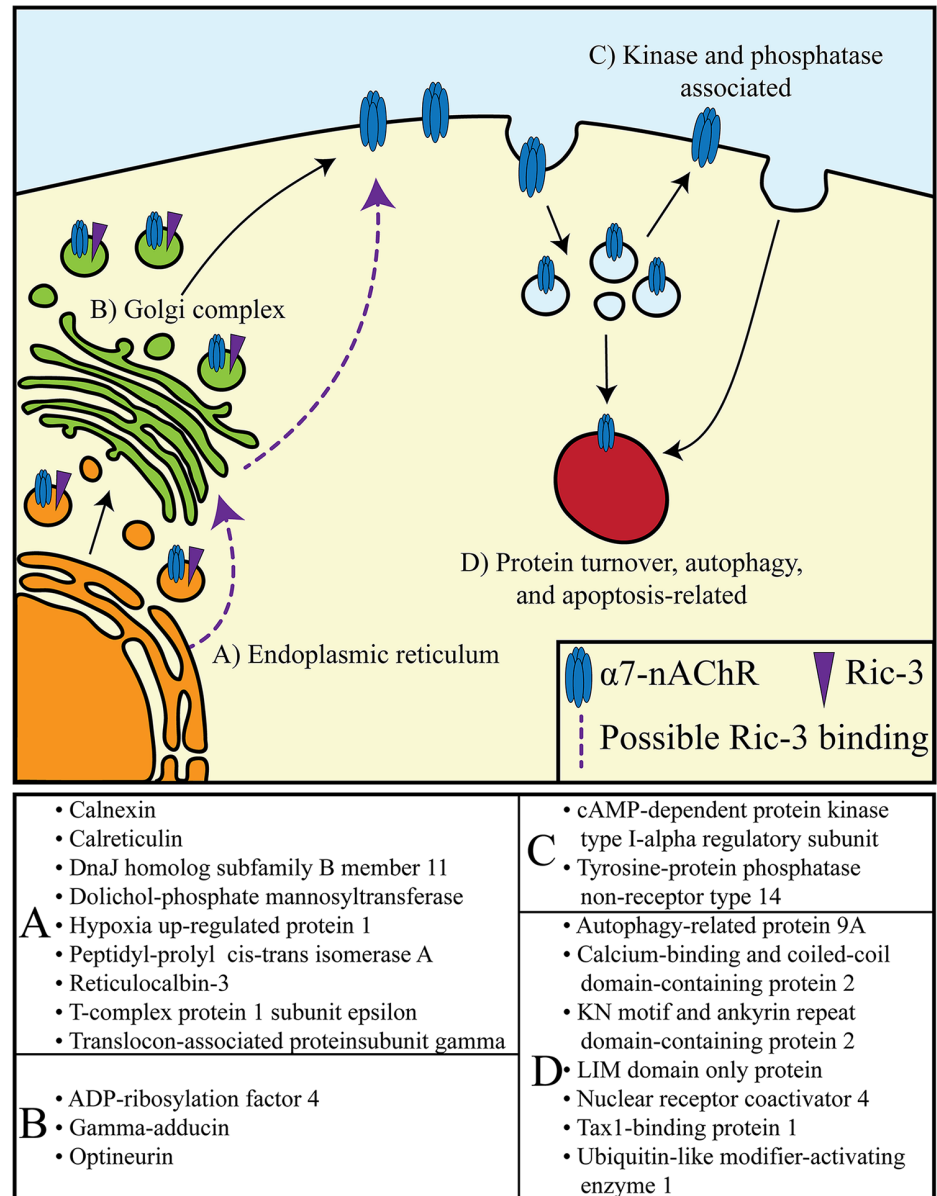 C) Kinase and phosphatase
associated
B) Golgi complex
D) Protein turnover, autophagy,
and apoptosis-related
A) Endoplasmic reticulum
α7-nAChR
Ric-3
Possible Ric-3 binding
A
• Calnexin
• Calreticulin
• DnaJ homolog subfamily B member 11
• Dolichol-phosphate mannosyltransferase
• Hypoxia up-regulated protein 1
• Peptidyl-prolyl cis-trans isomerase A
• Reticulocalbin-3
• T-complex protein 1 subunit epsilon
• Translocon-associated proteinsubunit gamma
B
• ADP-ribosylation factor 4
• Gamma-adducin
• Optineurin
C
• cAMP-dependent protein kinase
type I-alpha regulatory subunit
• Tyrosine-protein phosphatase
non-receptor type 14
D
• Autophagy-related protein 9A
• Calcium-binding and coiled-coil
domain-containing protein 2
• KN motif and ankyrin repeat
domain-containing protein 2
• LIM domain only protein
• Nuclear receptor coactivator 4
• Tax1-binding protein 1
• Ubiquitin-like modifier-activating
enzyme 1